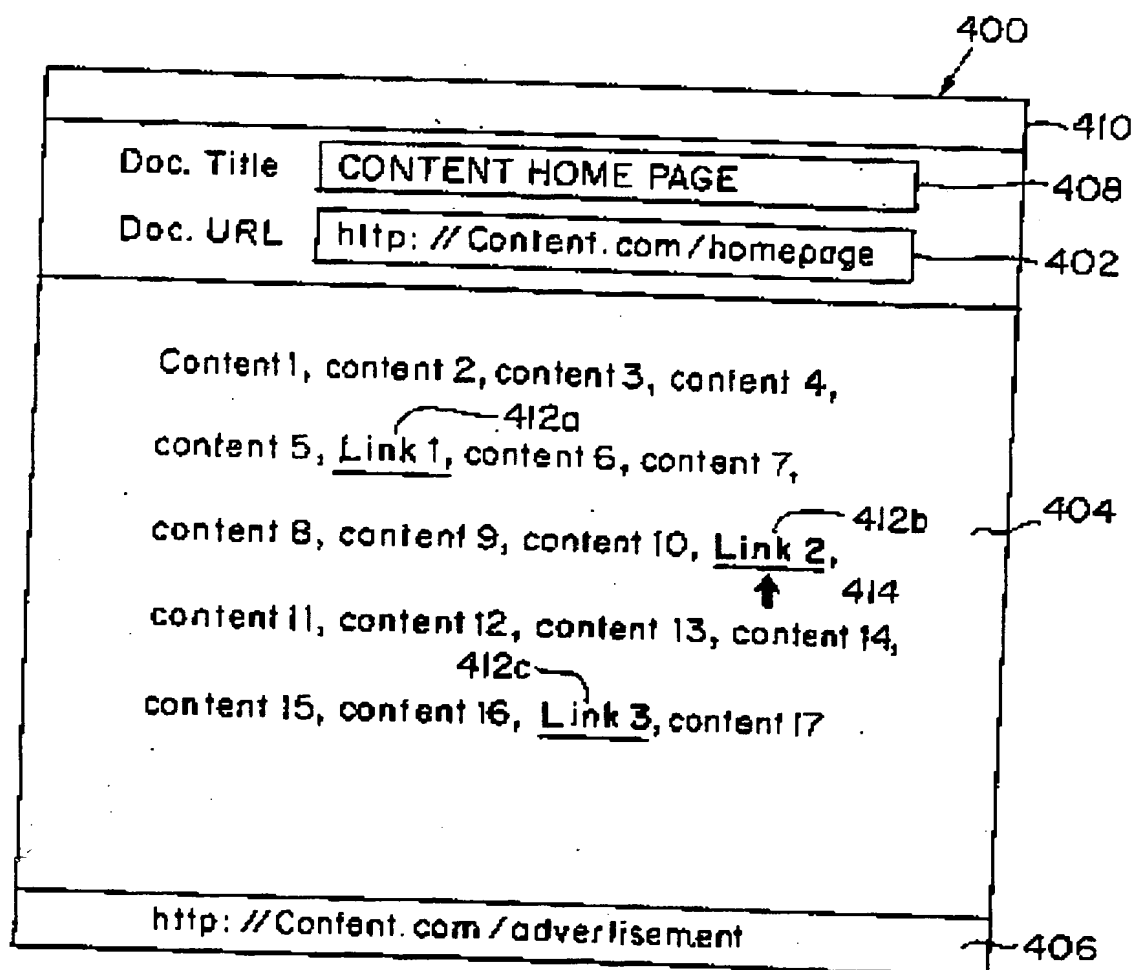 400
410
Doc. Title CONTENT HOME PAGE 408
Doc. URL http://Content.com/homepage 402
Content 1, content 2, content 3, content 4,
412a
content 5, Link 1, content 6, content 7,
412b
404
content 8, content 9, content 10, Link 2,
414
content 11, content 12, content 13, content 14,
412c
content 15, content 16, Link 3, content 17
http://Content.com/advertisement 406